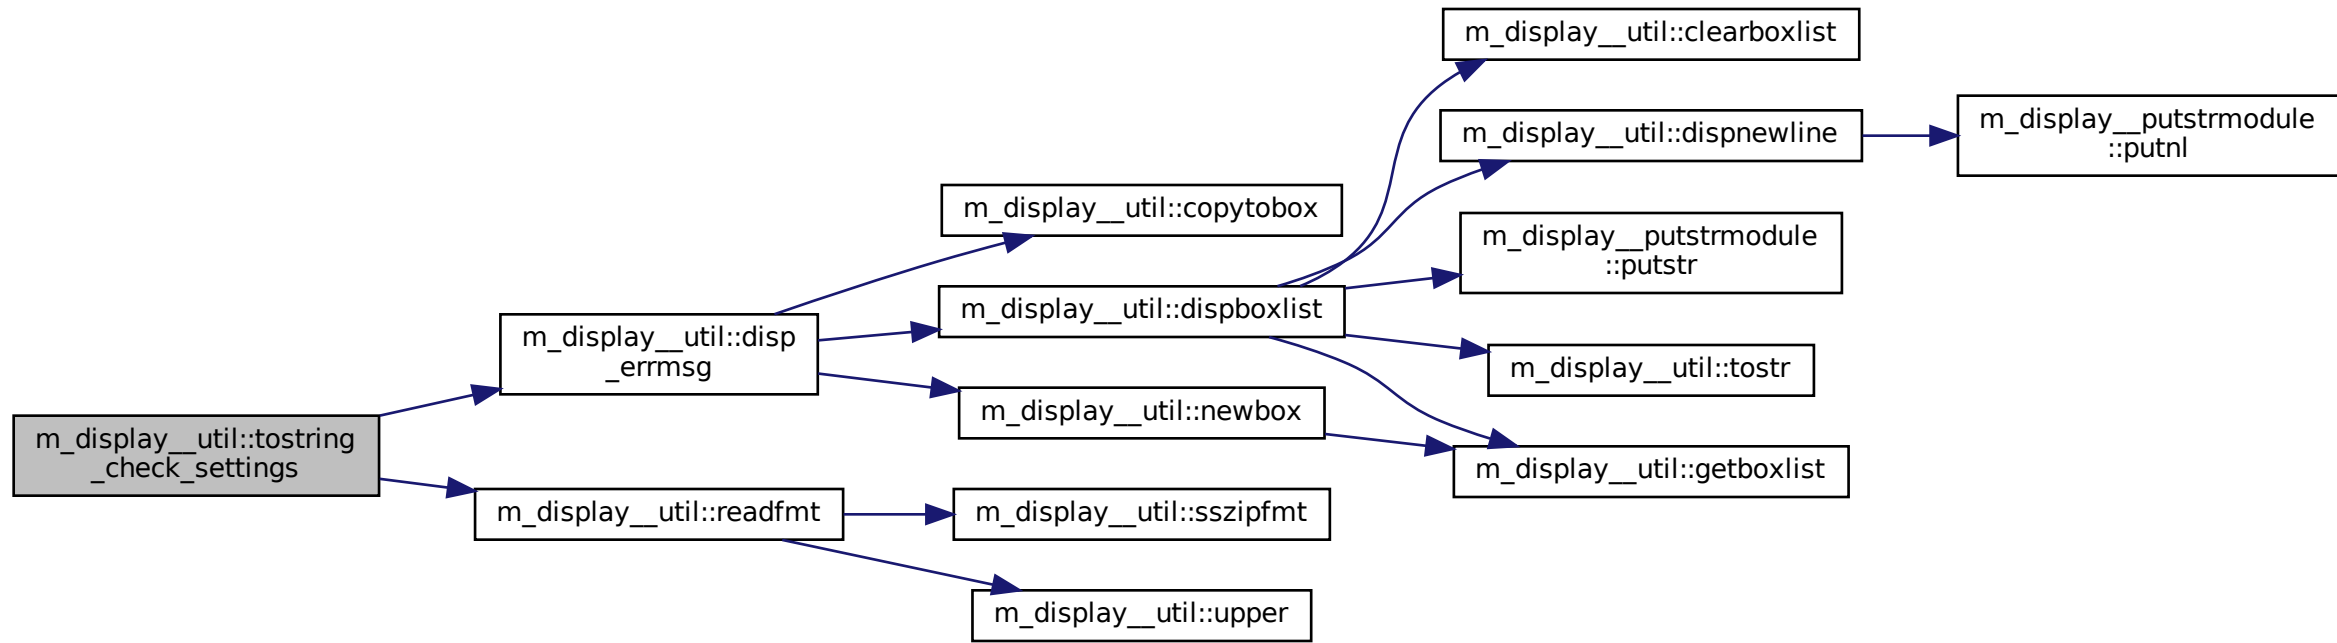 m_display__util::clearboxlist
m_display__util::dispnewline
m_display__putstrmodule
::putnl
m_display__util::copytobox
m_display__putstrmodule
::putstr
m_display__util::dispboxlist
m_display__util::disp
_errmsg
m_display__util::tostr
m_display__util::newbox
m_display__util::tostring
_check_settings
m_display__util::getboxlist
m_display__util::readfmt
m_display__util::sszipfmt
m_display__util::upper